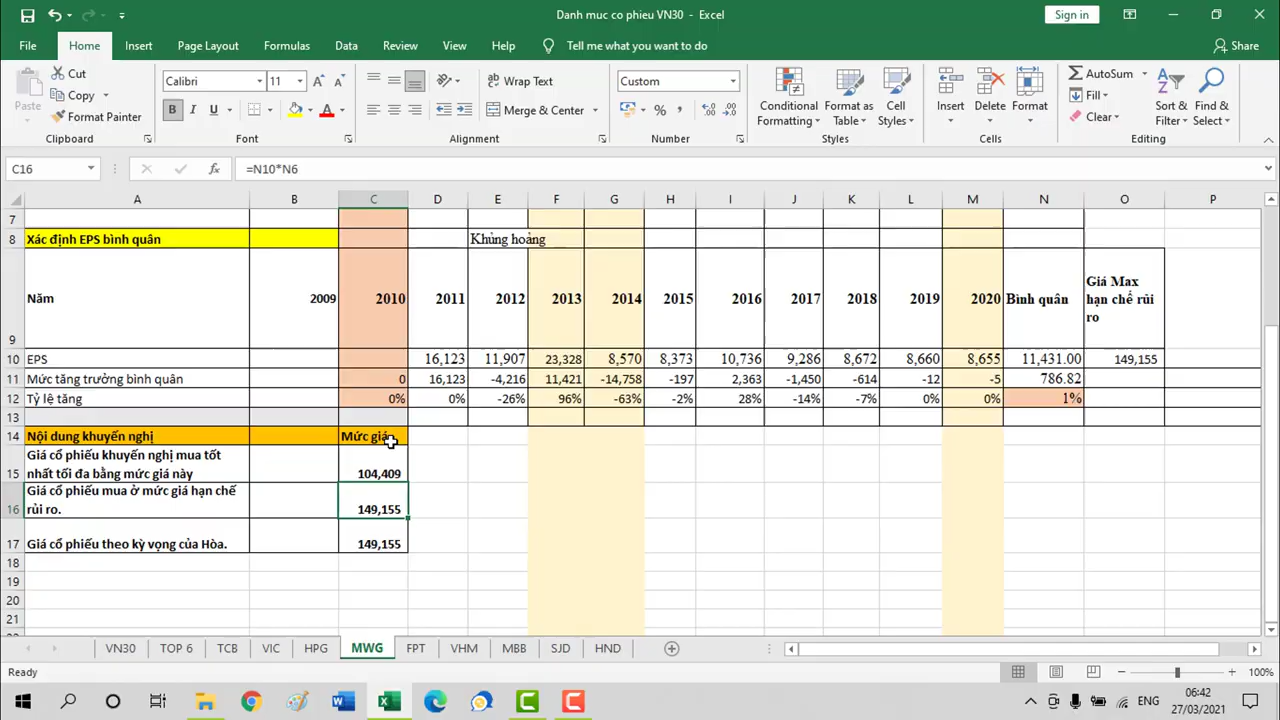 Danh muc co phieu VN30 - Excel
Sign in
File Home Insert Page Layout Formulas Data Review View Help Tell me what you want to do Share
Paste
Cut
Copy
Format Painter
Clipboard
Calibri 11
B I U
Font
Wrap Text
Merge & Center
Alignment
Custom
Number
Conditional Formatting
Format as Table
Cell Styles
Styles
Insert
Delete
Format
Cells
AutoSum
Fill
Clear
Sort & Filter
Find & Select
Editing
C16 fx =N10*N6
A B C D E F G H I J K L M N O P
7
8 Xác định EPS bình quân Khủng hoảng
9 Năm 2009 2010 2011 2012 2013 2014 2015 2016 2017 2018 2019 2020 Bình quân Giá Max hạn chế rủi ro
10 EPS 16,123 11,907 23,328 8,570 8,373 10,736 9,286 8,672 8,660 8,655 11,431.00 149,155
11 Mức tăng trưởng bình quân 0 16,123 -4,216 11,421 -14,758 -197 2,363 -1,450 -614 -12 -5 786.82
12 Tỷ lệ tăng 0% 0% -26% 96% -63% -2% 28% -14% -7% 0% 0% 1%
13
14 Nội dung khuyến nghị Mức giá
15 Giá cổ phiếu khuyến nghị mua tốt
nhất tối đa bằng mức giá này 104,409
16 Giá cổ phiếu mua ở mức giá hạn chế
rủi ro. 149,155
17 Giá cổ phiếu theo kỳ vọng của Hòa. 149,155
18
19
20
21
VN30 TOP 6 TCB VIC HPG MWG FPT VHM MBB SJD HND
Ready 100%
ENG
06:42
27/03/2021